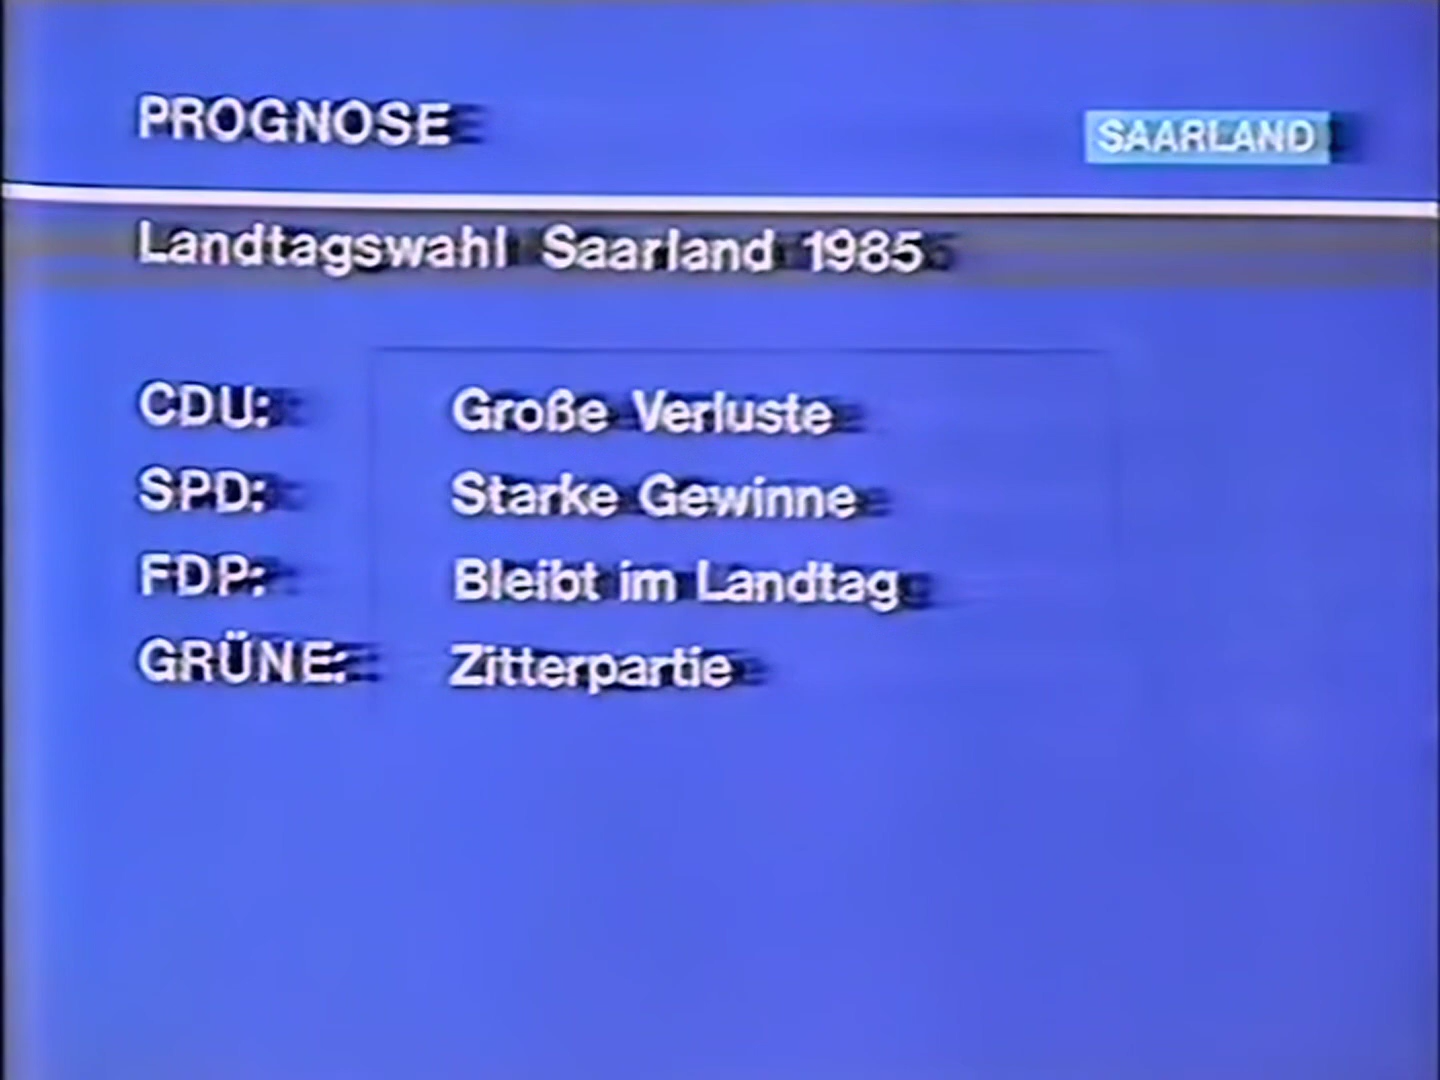 PROGNOSE
SAARLAND
Landtagswahl Saarland 1985
CDU: Große Verluste
SPD: Starke Gewinne
FDP: Bleibt im Landtag
GRÜNE: Zitterpartie